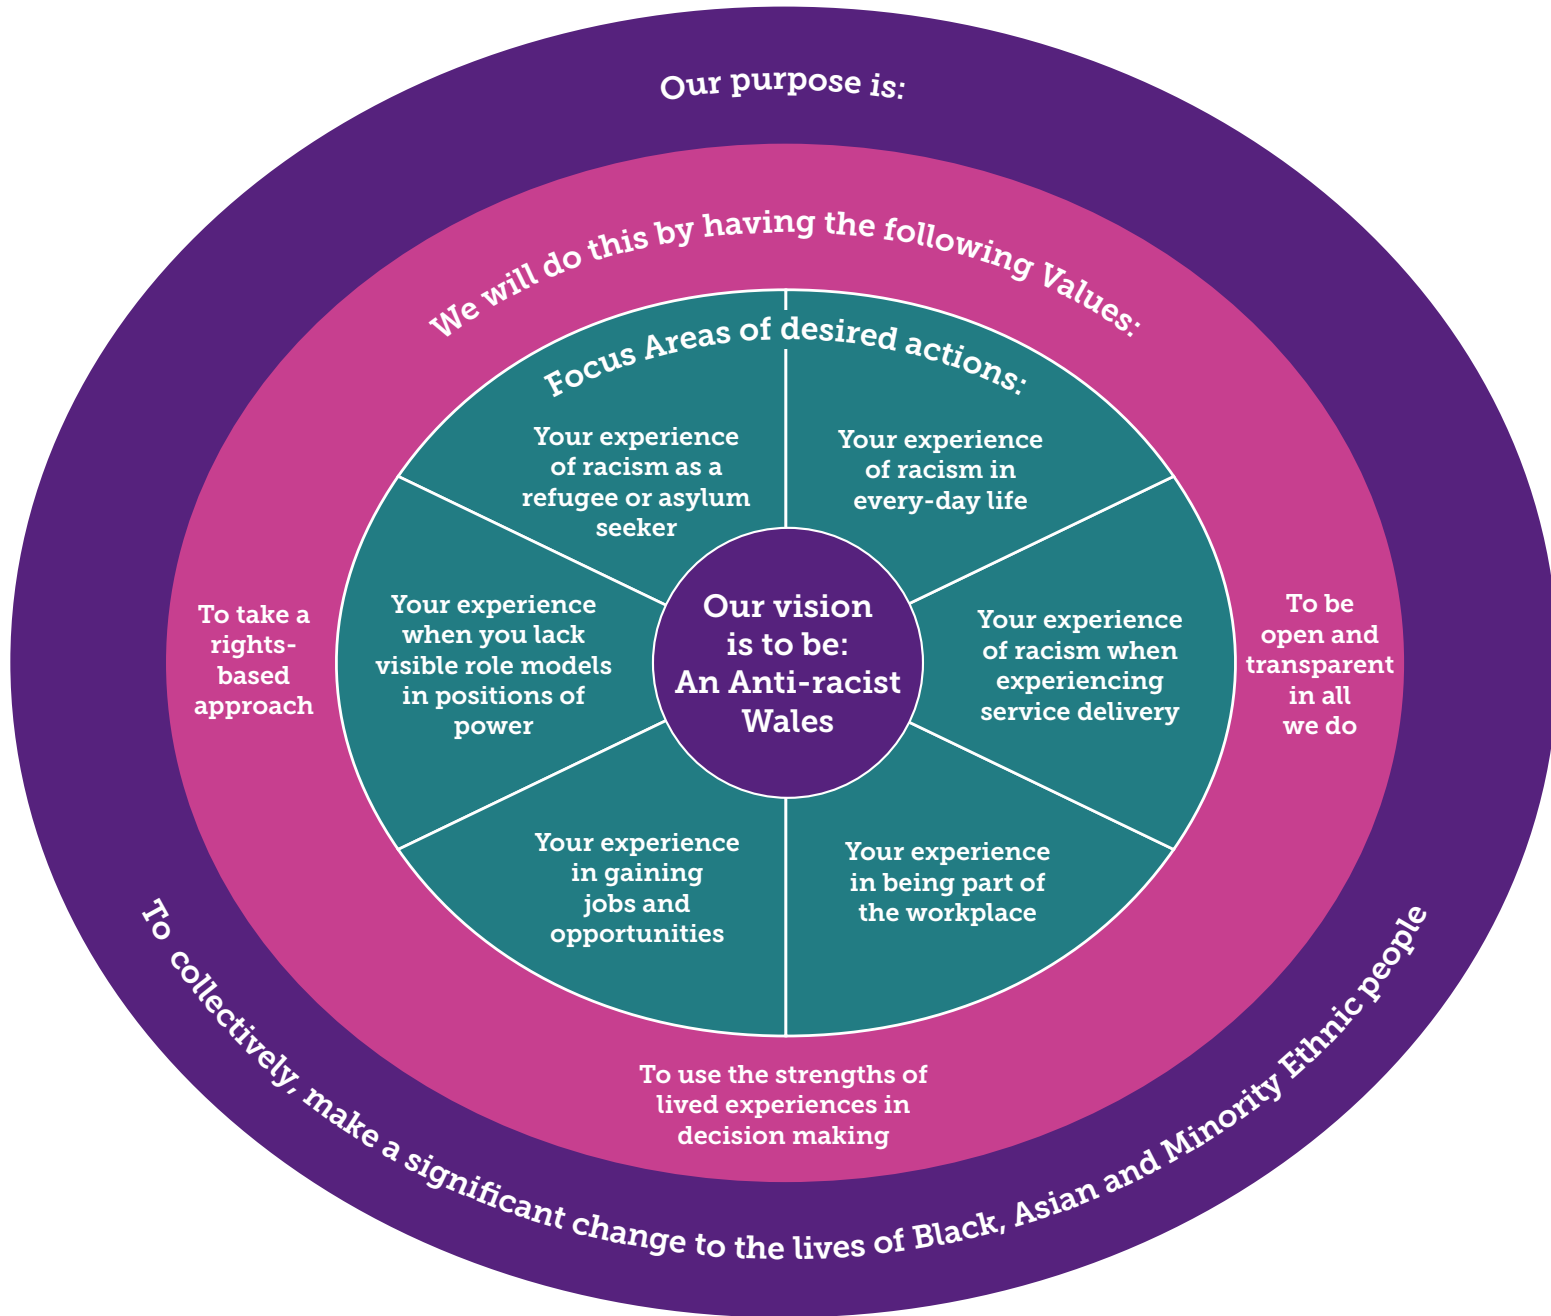 Our purpose is:
To collectively, make a significant change to the lives of Black, Asian and Minority Ethnic people
We will do this by having the following Values:
To take a
rights-
based
approach
To be
open and
transparent
in all
we do
To use the strengths of
lived experiences in
decision making
Focus Areas of desired actions:
Your experience
of racism as a
refugee or asylum
seeker
Your experience
of racism in
every-day life
Your experience
when you lack
visible role models
in positions of
power
Your experience
of racism when
experiencing
service delivery
Your experience
in gaining
jobs and
opportunities
Your experience
in being part of
the workplace
Our vision
is to be:
An Anti-racist
Wales